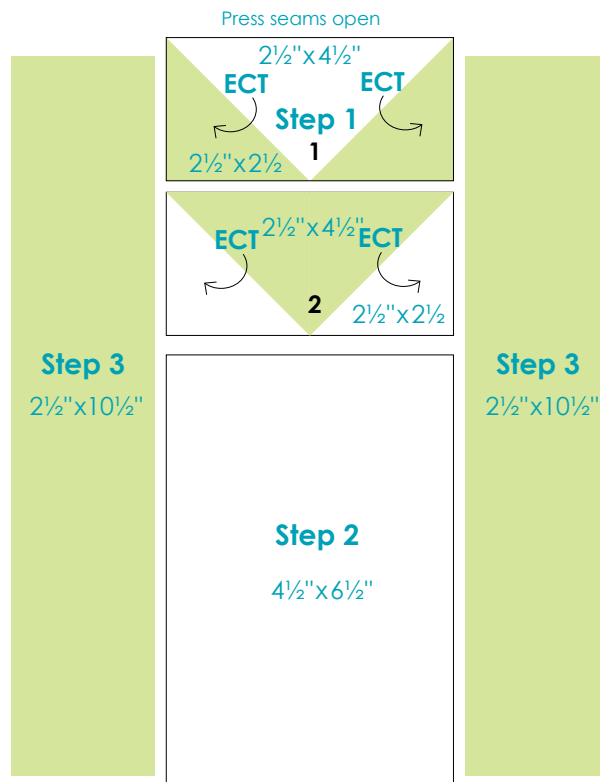 Press seams open
2½"x4½"
ECT ECT
Step 1
1
2½"x2½
2½"x4½"
ECT ECT
2
2½"x2½
Step 3
2½"x10½"
Step 3
2½"x10½"
Step 2
4½"x6½"